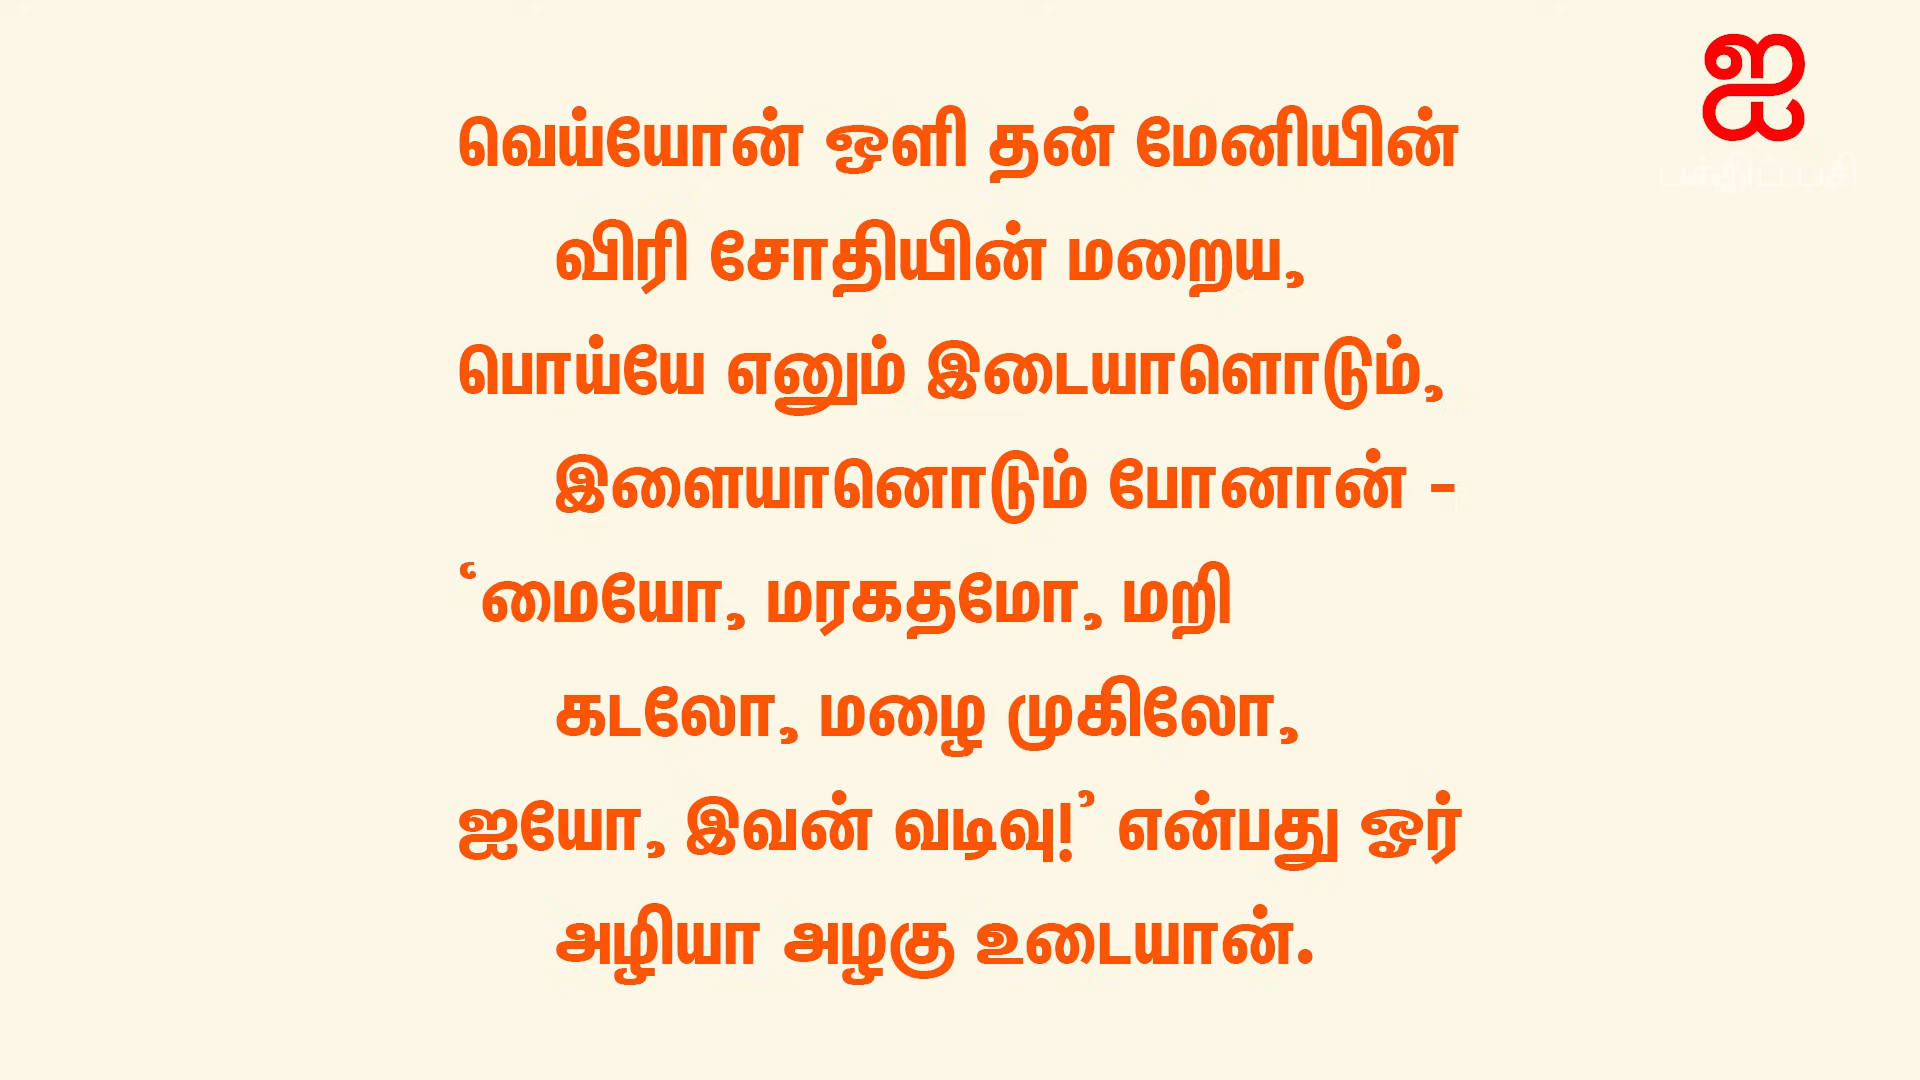 ஐ
வெய்யோன் ஒளி தன் மேனியின்
விரி சோதியின் மறைய,
பொய்யே எனும் இடையாளொடும்,
இளையானொடும் போனான் -
‘மையோ, மரகதமோ, மறி
கடலோ, மழை முகிலோ,
ஐயோ, இவன் வடிவு!’ என்பது ஓர்
அழியா அழகு உடையான்.